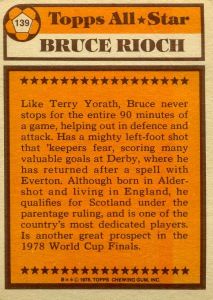 139
Topps All★Star
BRUCE RIOCH
Like Terry Yorath, Bruce never
stops for the entire 90 minutes of
a game, helping out in defence and
attack. Has a mighty left-foot shot
that 'keepers fear, scoring many
valuable goals at Derby, where he
has returned after a spell with
Everton. Although born in Alder-
shot and living in England, he
qualifies for Scotland under the
parentage ruling, and is one of the
country's most dedicated players.
Is another great prospect in the
1978 World Cup Finals.
© 1978, TOPPS CHEWING GUM, INC.